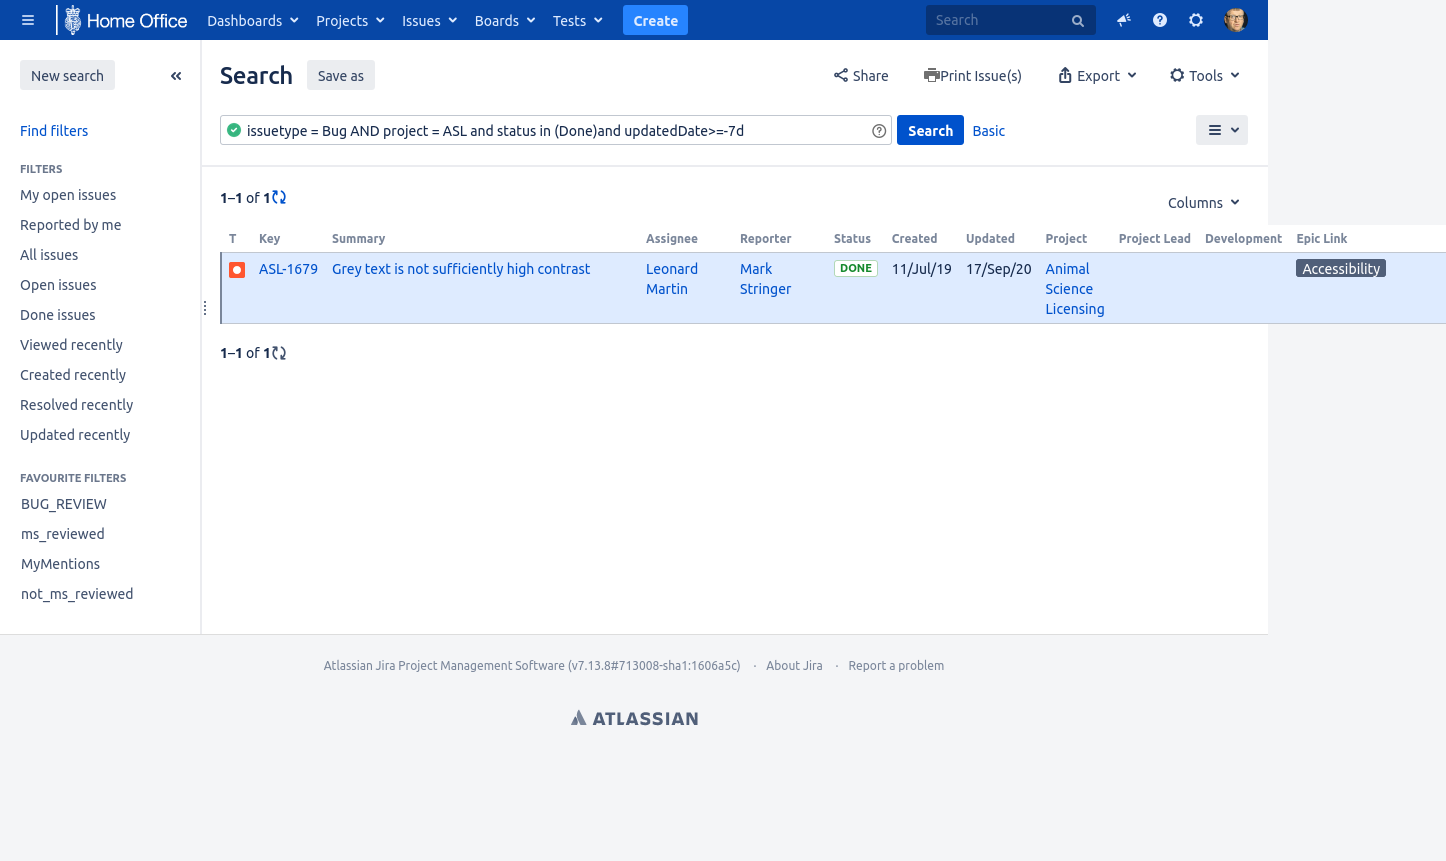 Home Office Dashboards Projects Issues Boards Tests Create Search
New search
Search Save as Share Print Issue(s) Export Tools
issuetype = Bug AND project = ASL and status in (Done)and updatedDate>=-7d Search Basic
Find filters
FILTERS
My open issues
Reported by me
All issues
Open issues
Done issues
Viewed recently
Created recently
Resolved recently
Updated recently
FAVOURITE FILTERS
BUG_REVIEW
ms_reviewed
MyMentions
not_ms_reviewed
1–1 of 1
Columns
T Key Summary Assignee Reporter Status Created Updated Project Project Lead Development Epic Link
ASL-1679 Grey text is not sufficiently high contrast Leonard Mark DONE 11/Jul/19 17/Sep/20 Animal Accessibility
Martin Stringer Science
Licensing
1–1 of 1
Atlassian Jira Project Management Software (v7.13.8#713008-sha1:1606a5c) · About Jira · Report a problem
ATLASSIAN